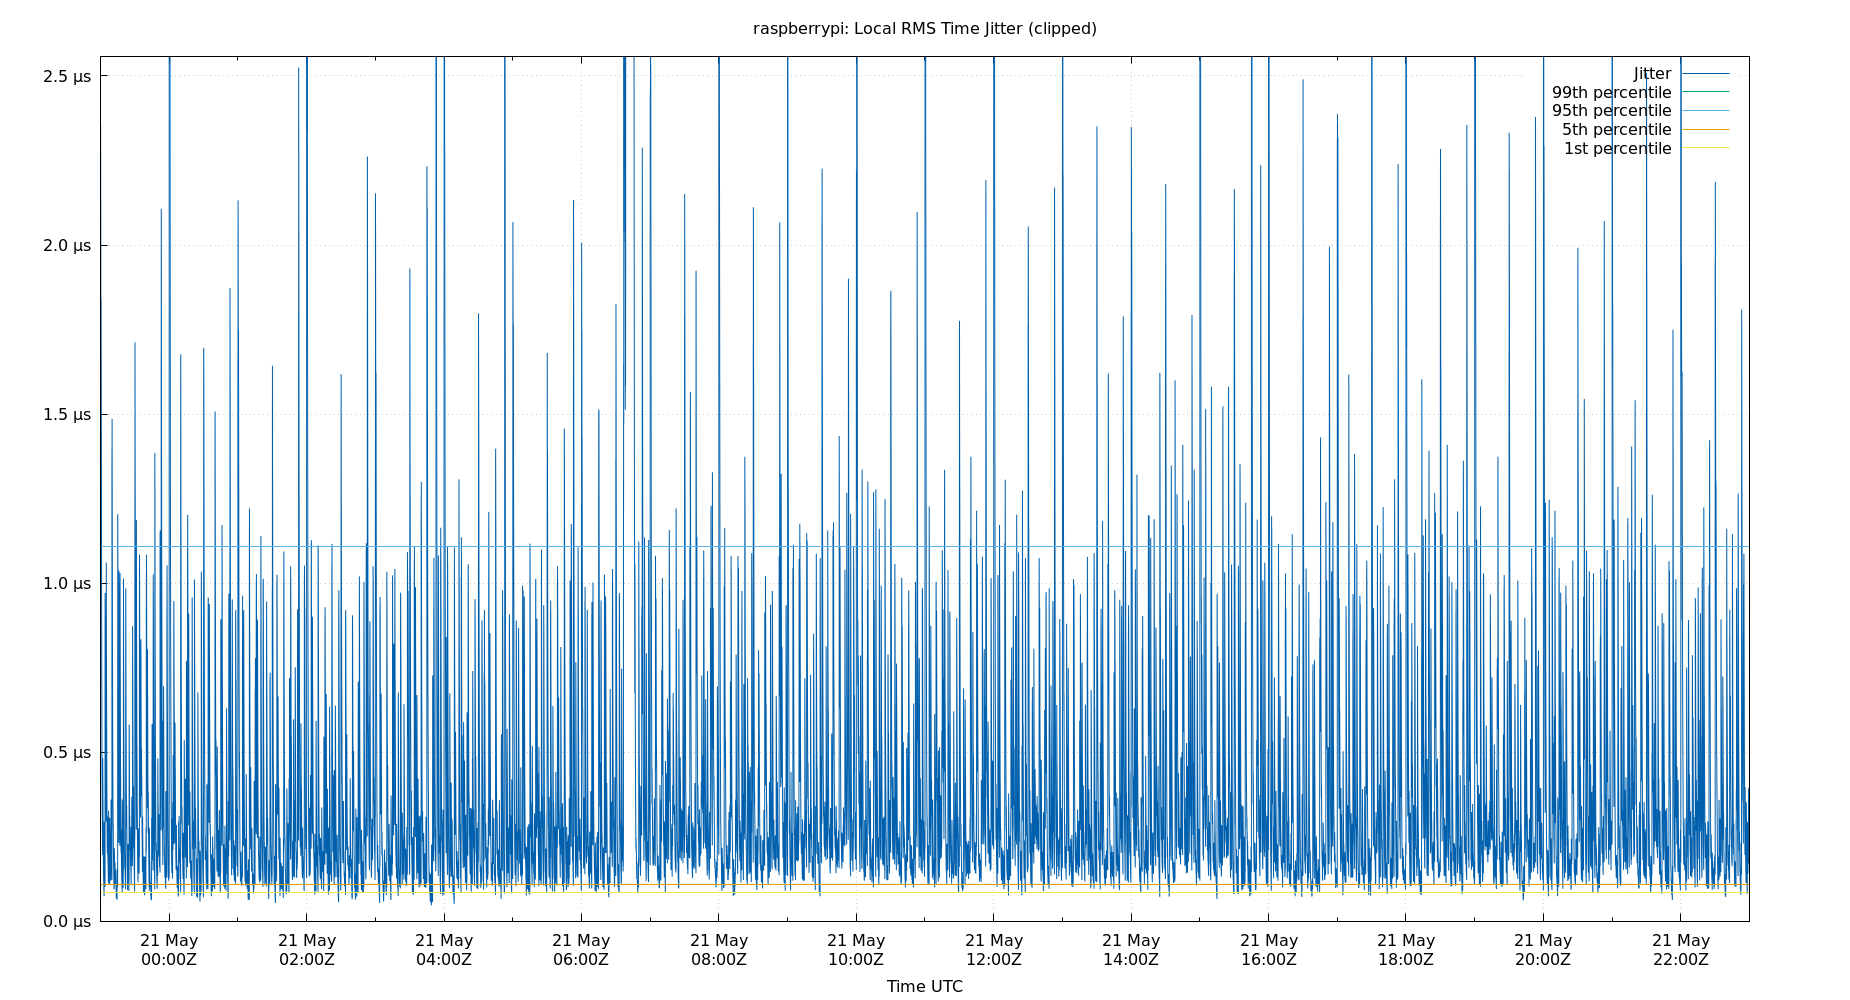 raspberrypi: Local RMS Time Jitter (clipped)
2.5 µs
2.0 µs
1.5 µs
1.0 µs
0.5 µs
0.0 µs
Jitter
99th percentile
95th percentile
5th percentile
1st percentile
21 May 21 May 21 May 21 May 21 May 21 May 21 May 21 May 21 May 21 May 21 May 21 May
00:00Z 02:00Z 04:00Z 06:00Z 08:00Z 10:00Z 12:00Z 14:00Z 16:00Z 18:00Z 20:00Z 22:00Z
Time UTC